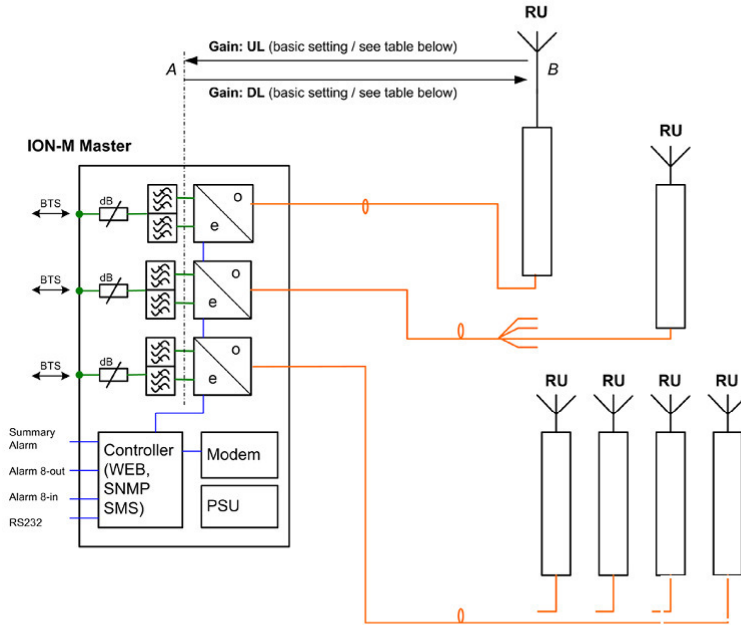 RU
Gain: UL (basic setting / see table below)
A
B
Gain: DL (basic setting / see table below)
RU
ION-M Master
BTS
dB
o
e
BTS
dB
o
e
BTS
dB
o
e
RU
RU
RU
RU
Summary
Alarm
Alarm 8-out
Alarm 8-in
RS232
Controller
(WEB,
SNMP
SMS)
Modem
PSU